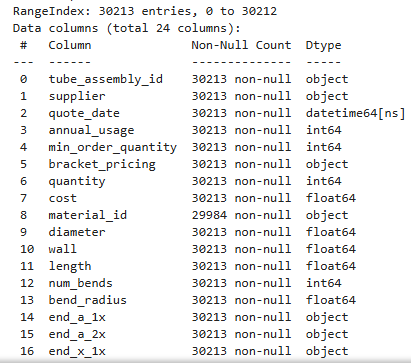 RangeIndex: 30213 entries, 0 to 30212
Data columns (total 24 columns):
 #   Column              Non-Null Count  Dtype
---  ------              --------------  -----
 0   tube_assembly_id    30213 non-null  object
 1   supplier            30213 non-null  object
 2   quote_date          30213 non-null  datetime64[ns]
 3   annual_usage        30213 non-null  int64
 4   min_order_quantity  30213 non-null  int64
 5   bracket_pricing     30213 non-null  object
 6   quantity            30213 non-null  int64
 7   cost                30213 non-null  float64
 8   material_id         29984 non-null  object
 9   diameter            30213 non-null  float64
 10  wall                30213 non-null  float64
 11  length              30213 non-null  float64
 12  num_bends           30213 non-null  int64
 13  bend_radius         30213 non-null  float64
 14  end_a_1x            30213 non-null  object
 15  end_a_2x            30213 non-null  object
 16  end_x_1x            30213 non-null  object